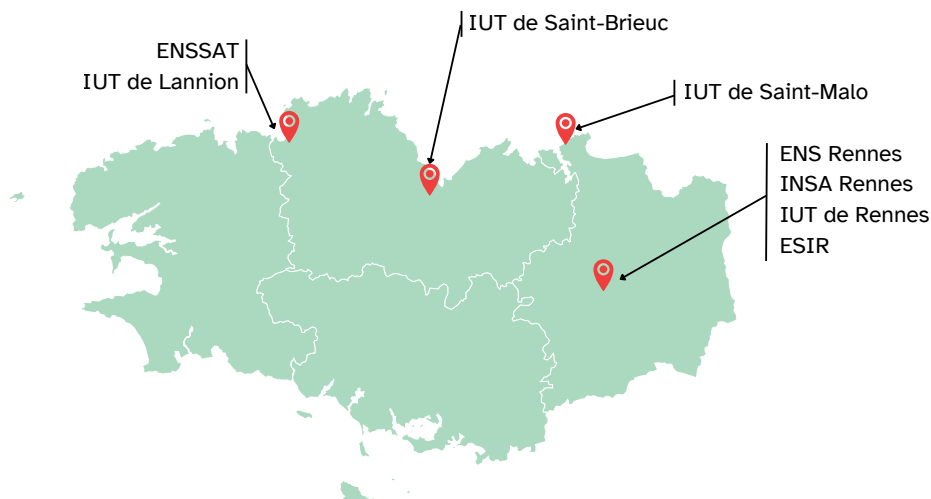 IUT de Saint-Brieuc
ENSSAT
IUT de Lannion
IUT de Saint-Malo
ENS Rennes
INSA Rennes
IUT de Rennes
ESIR